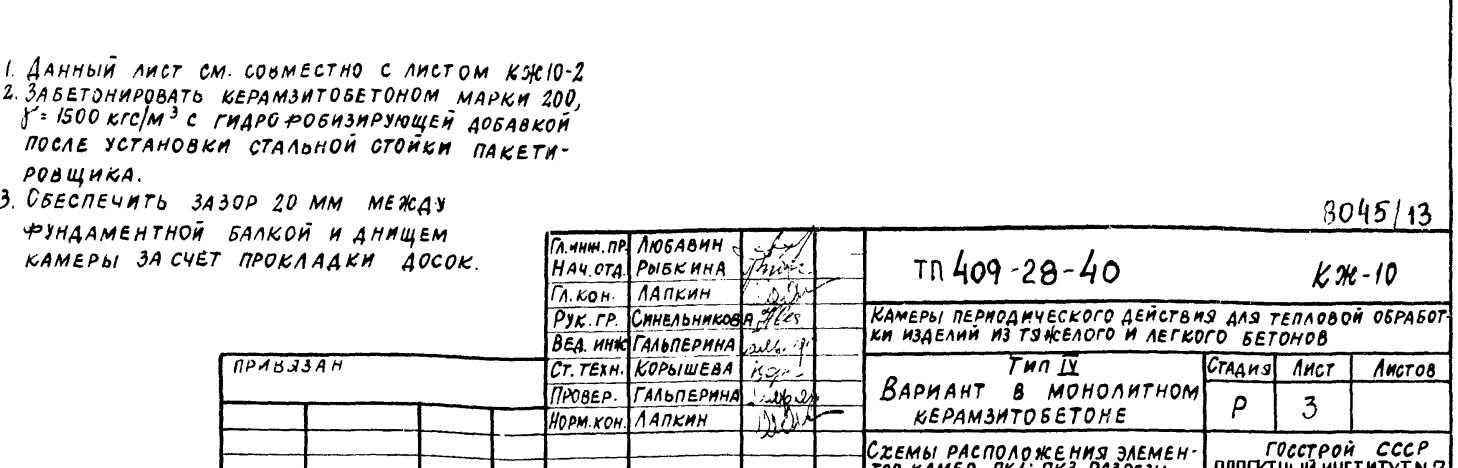 1. Данный лист см. совместно с листом КЖ10-2
2. Забетонировать керамзитобетоном марки 200,
γ = 1500 кгс/м³ с гидрофобизирующей добавкой
после установки стальной стойки пакети-
ровщика.
3. Обеспечить зазор 20 мм между
фундаментной балкой и днищем
камеры за счет прокладки досок.
8045/13
Гл.инж.пр. Любавин
Нач.отд. Рыбкина
Гл.кон. Лапкин
Рук.гр. Синельникова
Вед.инж Гальперина
Ст.техн. Корышева
Провер. Гальперина
Норм.кон. Лапкин
ТП 409-28-40 КЖ-10
Камеры периодического действия для тепловой обработ-
ки изделий из тяжелого и легкого бетонов
Тип IV
Вариант в монолитном
керамзитобетоне
Стадия Лист Листов
Р 3
Привязан
Схемы расположения элемен-
Госстрой СССР